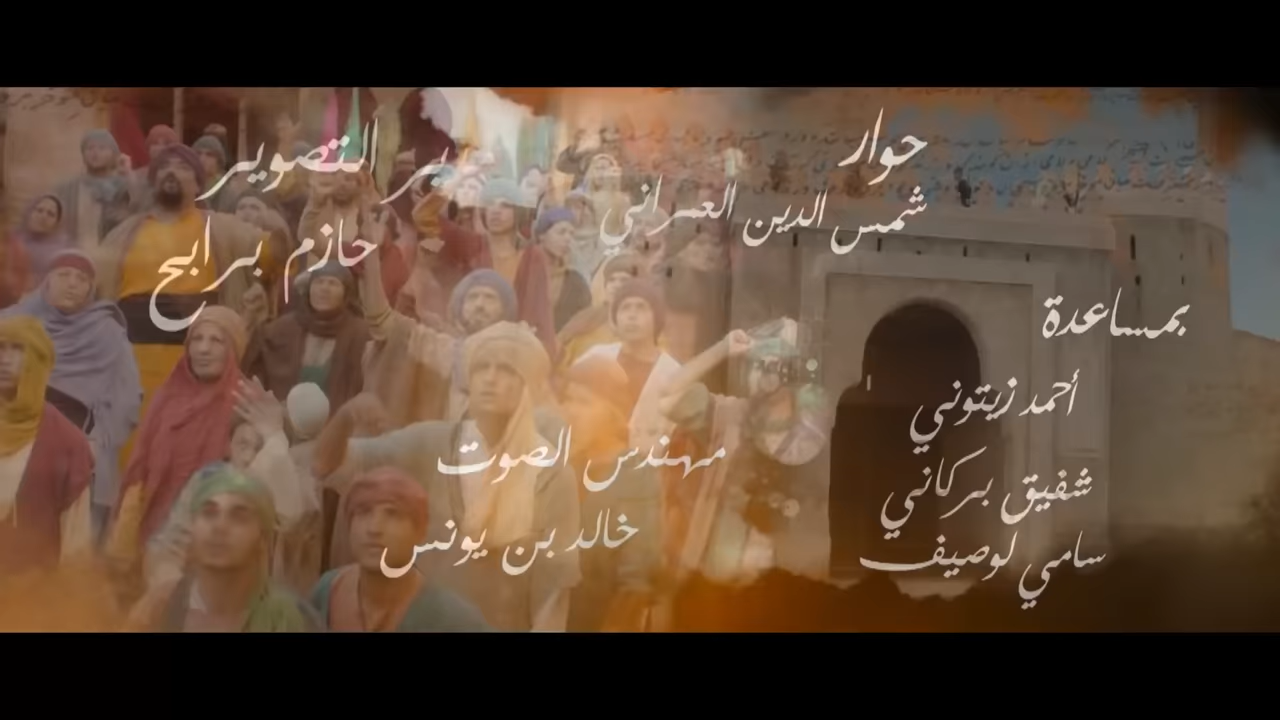 حوار
شمس الدين العمراني
بمساعدة
أحمد زيتوني
شفيق بركاني
سامي لوصيف
ير التصوير
حازم برابح
مهندس الصوت
خالد بن يونس